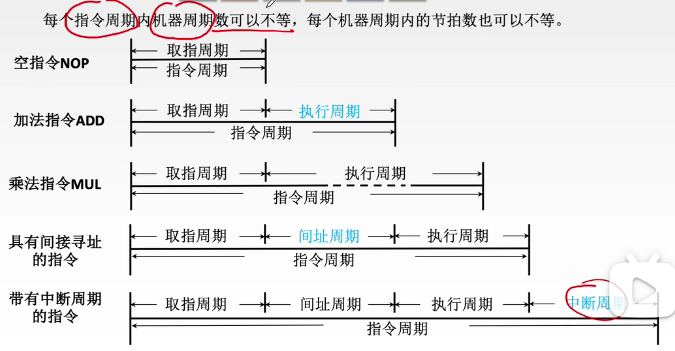 每个指令周期内机器周期数可以不等，每个机器周期内的节拍数也可以不等。
空指令NOP
取指周期
指令周期
加法指令ADD
取指周期 执行周期
指令周期
乘法指令MUL
取指周期 执行周期
指令周期
具有间接寻址
的指令
取指周期 间址周期 执行周期
指令周期
带有中断周期
的指令
取指周期 间址周期 执行周期 中断周
指令周期